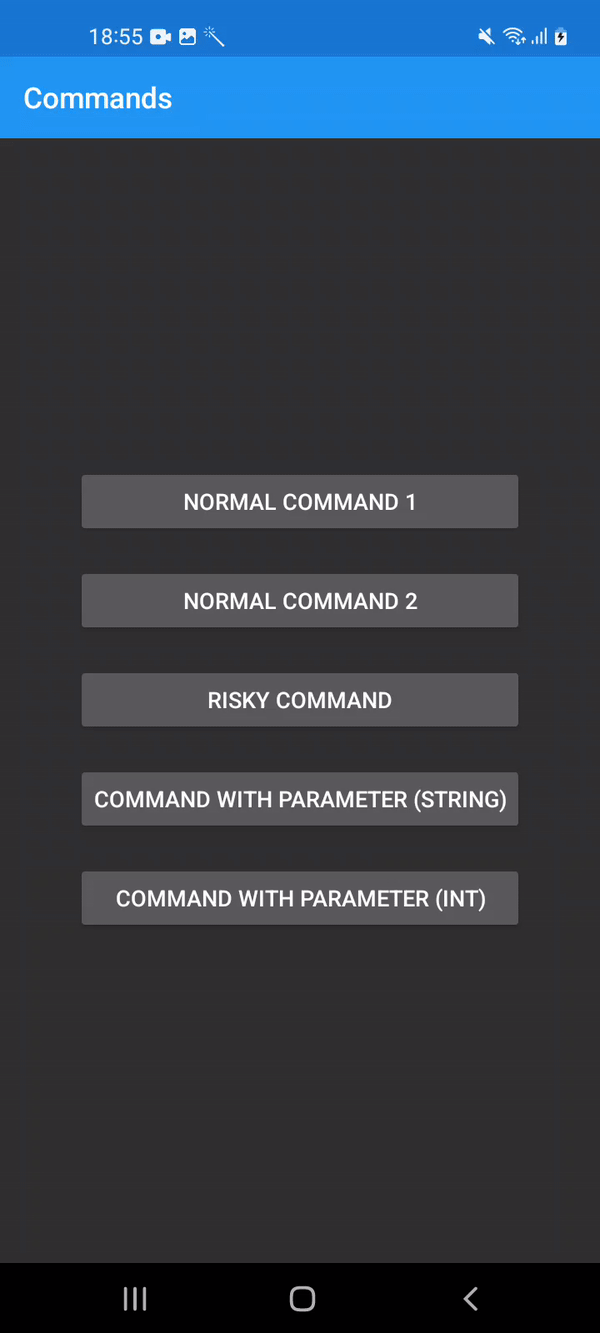 18:55
Commands
NORMAL COMMAND 1
NORMAL COMMAND 2
RISKY COMMAND
COMMAND WITH PARAMETER (STRING)
COMMAND WITH PARAMETER (INT)